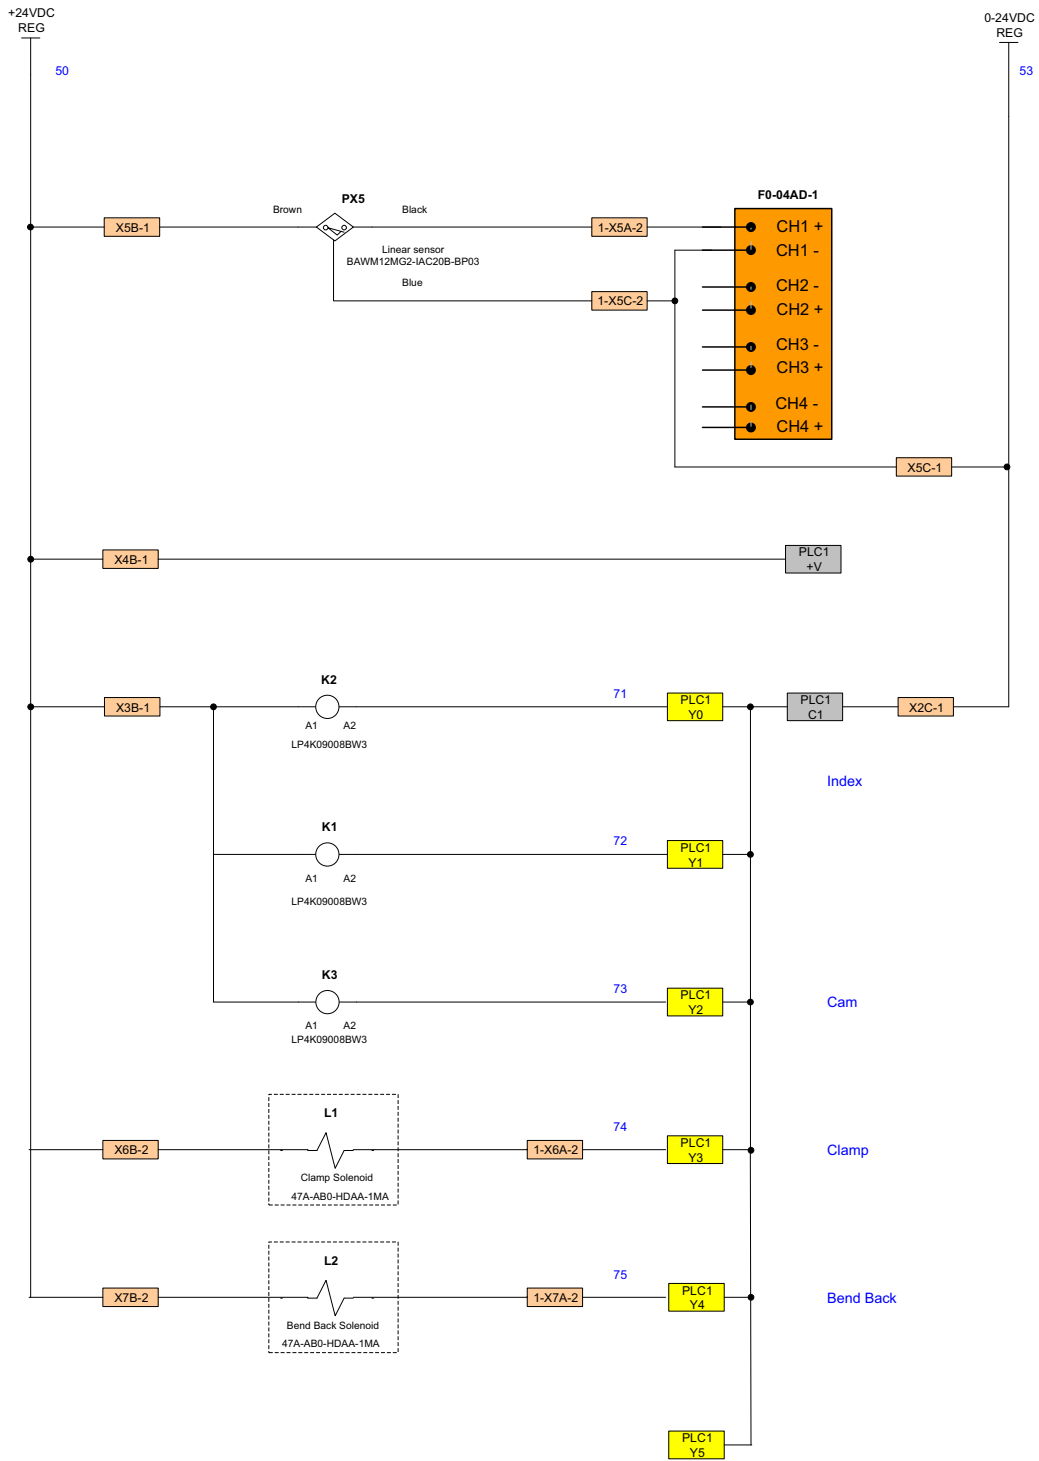 +24VDC
REG
0-24VDC
REG
50
53
PX5
F0-04AD-1
Brown
Black
X5B-1
1-X5A-2
CH1 +
Linear sensor
BAWM12MG2-IAC20B-BP03
CH1 -
Blue
1-X5C-2
CH2 -
CH2 +
CH3 -
CH3 +
CH4 -
CH4 +
X5C-1
X4B-1
PLC1
+V
K2
71
X3B-1
A1
A2
LP4K09008BW3
PLC1
Y0
PLC1
C1
X2C-1
Index
K1
72
A1
A2
LP4K09008BW3
PLC1
Y1
K3
73
A1
A2
LP4K09008BW3
PLC1
Y2
Cam
L1
74
X6B-2
1-X6A-2
PLC1
Y3
Clamp
Clamp Solenoid
47A-AB0-HDAA-1MA
L2
75
X7B-2
1-X7A-2
PLC1
Y4
Bend Back
Bend Back Solenoid
47A-AB0-HDAA-1MA
PLC1
Y5